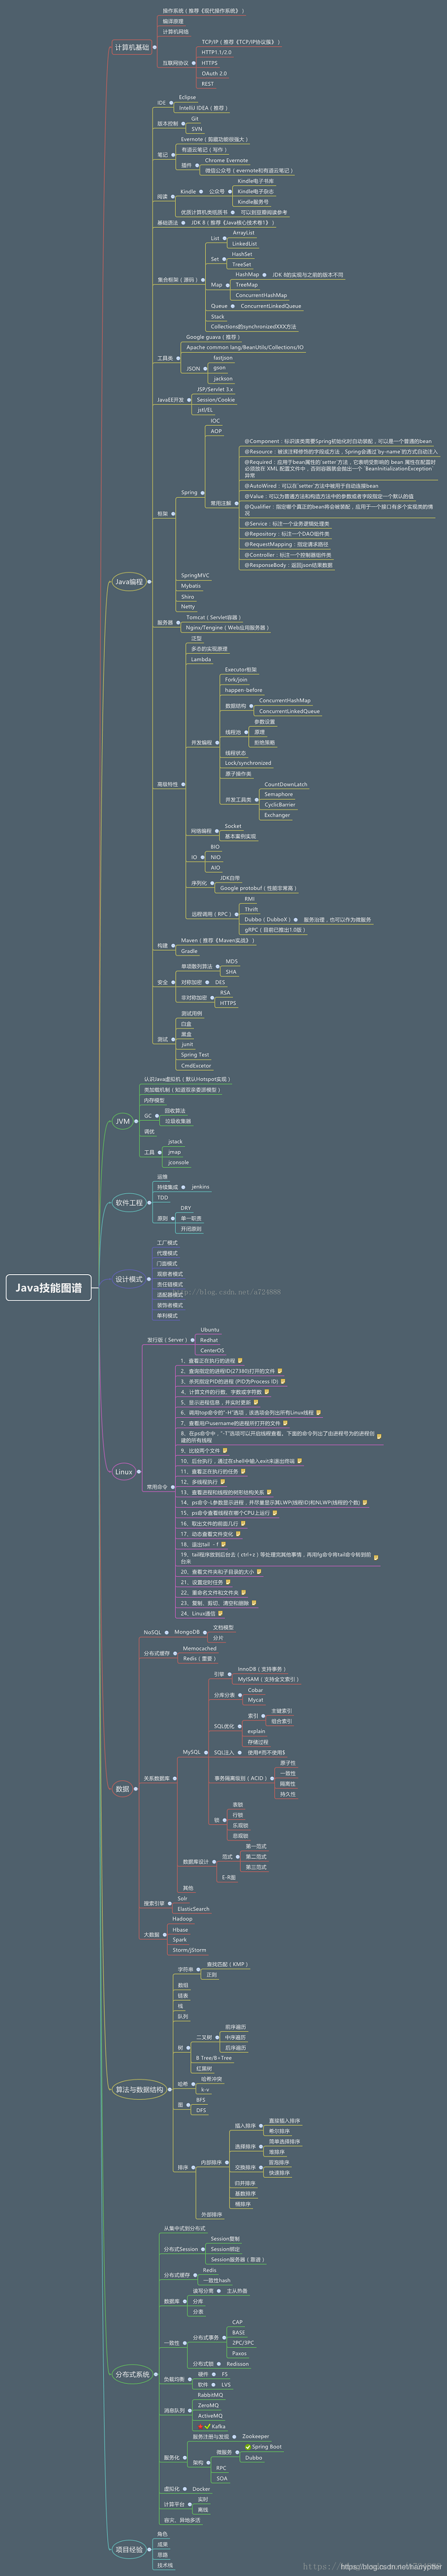 操作系统（推荐《现代操作系统》）
编译原理
计算机网络
计算机基础
TCP/IP（推荐《TCP/IP协议族》）
HTTP1.1/2.0
互联网协议
HTTPS
OAuth 2.0
REST
IDE
Eclipse
IntelliJ IDEA（推荐）
版本控制
Git
SVN
笔记
Evernote（剪藏功能很强大）
有道云笔记（写作）
插件
Chrome Evernote
微信公众号（evernote和有道云笔记）
阅读
Kindle
公众号
Kindle电子书库
Kindle电子杂志
Kindle服务号
优质计算机类纸质书
可以到豆瓣阅读参考
基础语法
JDK 8（推荐《Java核心技术卷1》）
集合框架（源码）
List
ArrayList
LinkedList
Set
HashSet
TreeSet
Map
HashMap
JDK 8的实现与之前的版本不同
TreeMap
ConcurrentHashMap
Queue
ConcurrentLinkedQueue
Stack
Collections的synchronizedXXX方法
工具类
Google guava（推荐）
Apache common lang/BeanUtils/Collections/IO
JSON
fastjson
gson
jackson
JavaEE开发
JSP/Servlet 3.x
Session/Cookie
jstl/EL
框架
Spring
IOC
AOP
常用注解
@Component：标识该类需要Spring初始化时自动装配，可以是一个普通的bean
@Resource：被该注释修饰的字段或方法，Spring会通过`by-name`的方式自动注入
@Required：应用于bean属性的`setter`方法，它表明受影响的 bean 属性在配置时
必须放在 XML 配置文件中，否则容器就会抛出一个 `BeanInitializationException`
异常
@AutoWired：可以在`setter`方法中被用于自动连接bean
@Value：可以为普通方法和构造方法中的参数或者字段指定一个默认的值
@Qualifier：指定哪个真正的bean将会被装配，应用于一个接口有多个实现类的情
况
@Service：标注一个业务逻辑处理类
@Repository：标注一个DAO组件类
@RequestMapping：指定请求路径
@Controller：标注一个控制器组件类
@ResponseBody：返回json结果数据
SpringMVC
Mybatis
Shiro
Netty
Java编程
服务器
Tomcat（Servlet容器）
Nginx/Tengine（Web应用服务器）
高级特性
泛型
多态的实现原理
Lambda
并发编程
Executor框架
Fork/join
happen-before
数据结构
ConcurrentHashMap
ConcurrentLinkedQueue
线程池
参数设置
原理
拒绝策略
线程状态
Lock/synchronized
原子操作类
并发工具类
CountDownLatch
Semaphore
CyclicBarrier
Exchanger
网络编程
Socket
基本案例实现
IO
BIO
NIO
AIO
序列化
JDK自带
Google protobuf（性能非常高）
远程调用（RPC）
RMI
Thrift
Dubbo（DubboX）
服务治理，也可以作为微服务
gRPC（目前已推出1.0版）
构建
Maven（推荐《Maven实战》）
Gradle
安全
单项散列算法
MD5
SHA
对称加密
DES
非对称加密
RSA
HTTPS
测试
测试用例
白盒
黑盒
junit
Spring Test
CmdExcetor
JVM
认识Java虚拟机（默认Hotspot实现）
类加载机制（知道双亲委派模型）
内存模型
GC
回收算法
垃圾收集器
调优
工具
jstack
jmap
jconsole
软件工程
运维
持续集成
jenkins
TDD
原则
DRY
单一职责
开闭原则
设计模式
工厂模式
代理模式
门面模式
观察者模式
责任链模式
适配器模式
装饰者模式
单利模式
Java技能图谱
http://blog.csdn.net/a724888
Linux
发行版（Server）
Ubuntu
Redhat
CenterOS
常用命令
1、查看正在执行的进程
2、查询指定的进程ID(27380)打开的文件
3、杀死指定PID的进程 (PID为Process ID)
4、计算文件的行数、字数或字符数
5、显示进程信息，并实时更新
6、调用top命令的"-H"选项，该选项会列出所有Linux线程
7、查看用户username的进程所打开的文件
8、在ps命令中，"-T"选项可以开启线程查看。下面的命令列出了由进程号为的进程创
建的所有线程
9、比较两个文件
10、后台执行，通过在shell中输入exit来退出终端
11、查看正在执行的任务
12、多线程执行
13、查看进程和线程的树形结构关系
14、ps命令-L参数显示进程，并尽量显示其LWP(线程ID)和NLWP(线程的个数)
15、ps命令查看线程在哪个CPU上运行
16、取出文件的前面几行
17、动态查看文件变化
18、退出tail -f
19、tail程序放到后台去（ctrl+z）等处理完其他事情，再用fg命令将tail命令转到前
台来
20、查看文件夹和子目录的大小
21、设置定时任务
22、重命名文件和文件夹
23、复制、剪切、清空和删除
24、Linux通信
数据
NoSQL
MongoDB
文档模型
分片
分布式缓存
Memocached
Redis（重要）
关系数据库
MySQL
引擎
InnoDB（支持事务）
MyISAM（支持全文索引）
分库分表
Cobar
Mycat
SQL优化
索引
主键索引
组合索引
explain
存储过程
SQL注入
使用#而不使用$
事务隔离级别（ACID）
原子性
一致性
隔离性
持久性
锁
表锁
行锁
乐观锁
悲观锁
数据库设计
范式
第一范式
第二范式
第三范式
E-R图
其他
搜索引擎
Solr
ElasticSearch
大数据
Hadoop
Hbase
Spark
Storm/JStorm
算法与数据结构
字符串
查找匹配（KMP）
正则
数组
链表
栈
队列
树
二叉树
前序遍历
中序遍历
后序遍历
B Tree/B+Tree
红黑树
哈希
哈希冲突
k-v
图
BFS
DFS
排序
内部排序
插入排序
直接插入排序
希尔排序
选择排序
简单选择排序
堆排序
交换排序
冒泡排序
快速排序
归并排序
基数排序
桶排序
外部排序
分布式系统
从集中式到分布式
分布式Session
Session复制
Session绑定
Session服务器（靠谱）
分布式缓存
Redis
一致性hash
数据库
读写分离
主从热备
分库
分表
一致性
分布式事务
CAP
BASE
2PC/3PC
Paxos
分布式锁
Redisson
负载均衡
硬件
F5
软件
LVS
消息队列
RabbitMQ
ZeroMQ
ActiveMQ
Kafka
服务化
服务注册与发现
Zookeeper
架构
微服务
Spring Boot
Dubbo
RPC
SOA
虚拟化
Docker
计算平台
实时
离线
容灾、异地多活
项目经验
角色
成果
思路
技术栈
https://blog.csdn.net/a724888
https://blog.csdn.net/naitypher